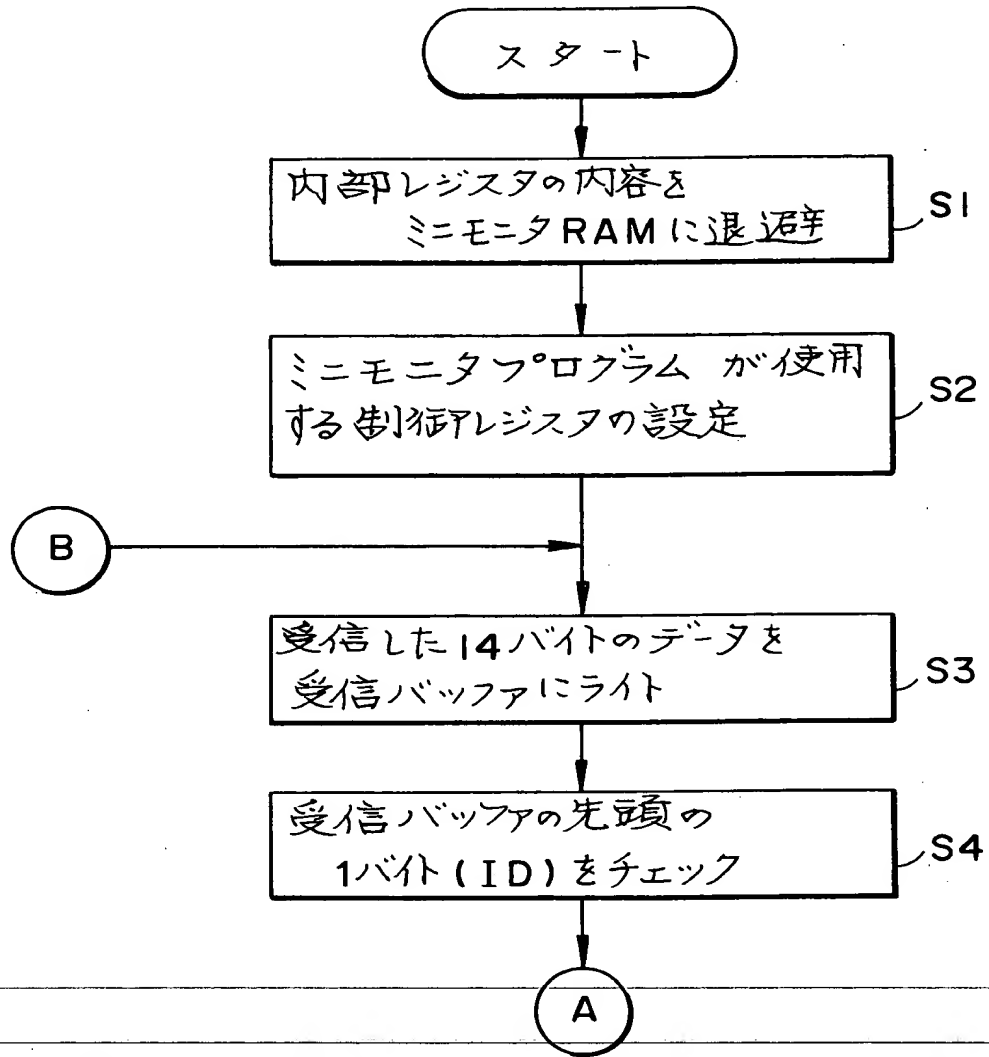 スタート
内部レジスタの内容を
ミニモニタRAMに退避
S1
ミニモニタプログラム が使用
する制御レジスタの設定
S2
B
受信した14バイトのデータを
受信バッファにライト
S3
受信バッファの先頭の
1バイト(ID)をチェック
S4
A